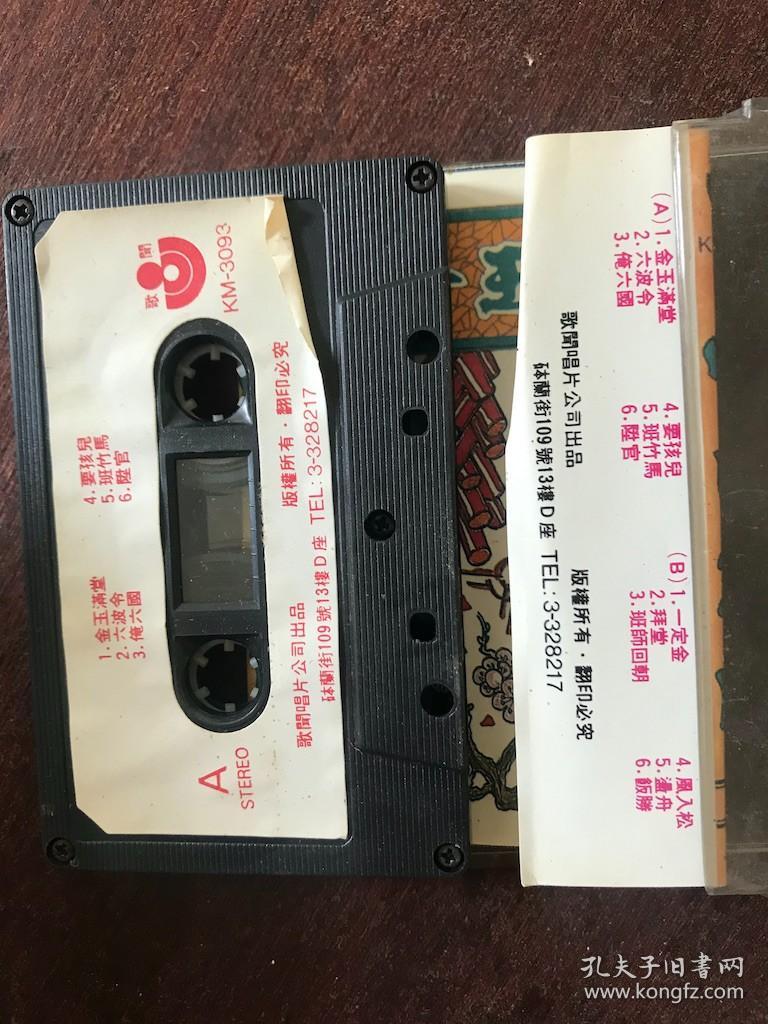 歌聞
KM-3093
1.金玉滿堂
2.六波令
3.俺六國
4.耍孩兒
5.班竹馬
6.陞官
A
STEREO
歌聞唱片公司出品
版權所有·翻印必究
砵蘭街109號13樓D座 TEL:3-328217
(A)1.金玉滿堂
2.六波令
3.俺六國
4.耍孩兒
5.班竹馬
6.陞官
(B)1.一定金
2.拜堂
3.班師回朝
4.風入松
5.盪舟
6.飯勝
歌聞唱片公司出品
版權所有·翻印必究
砵蘭街109號13樓D座 TEL:3-328217
K
孔夫子旧书网
www.kongfz.com